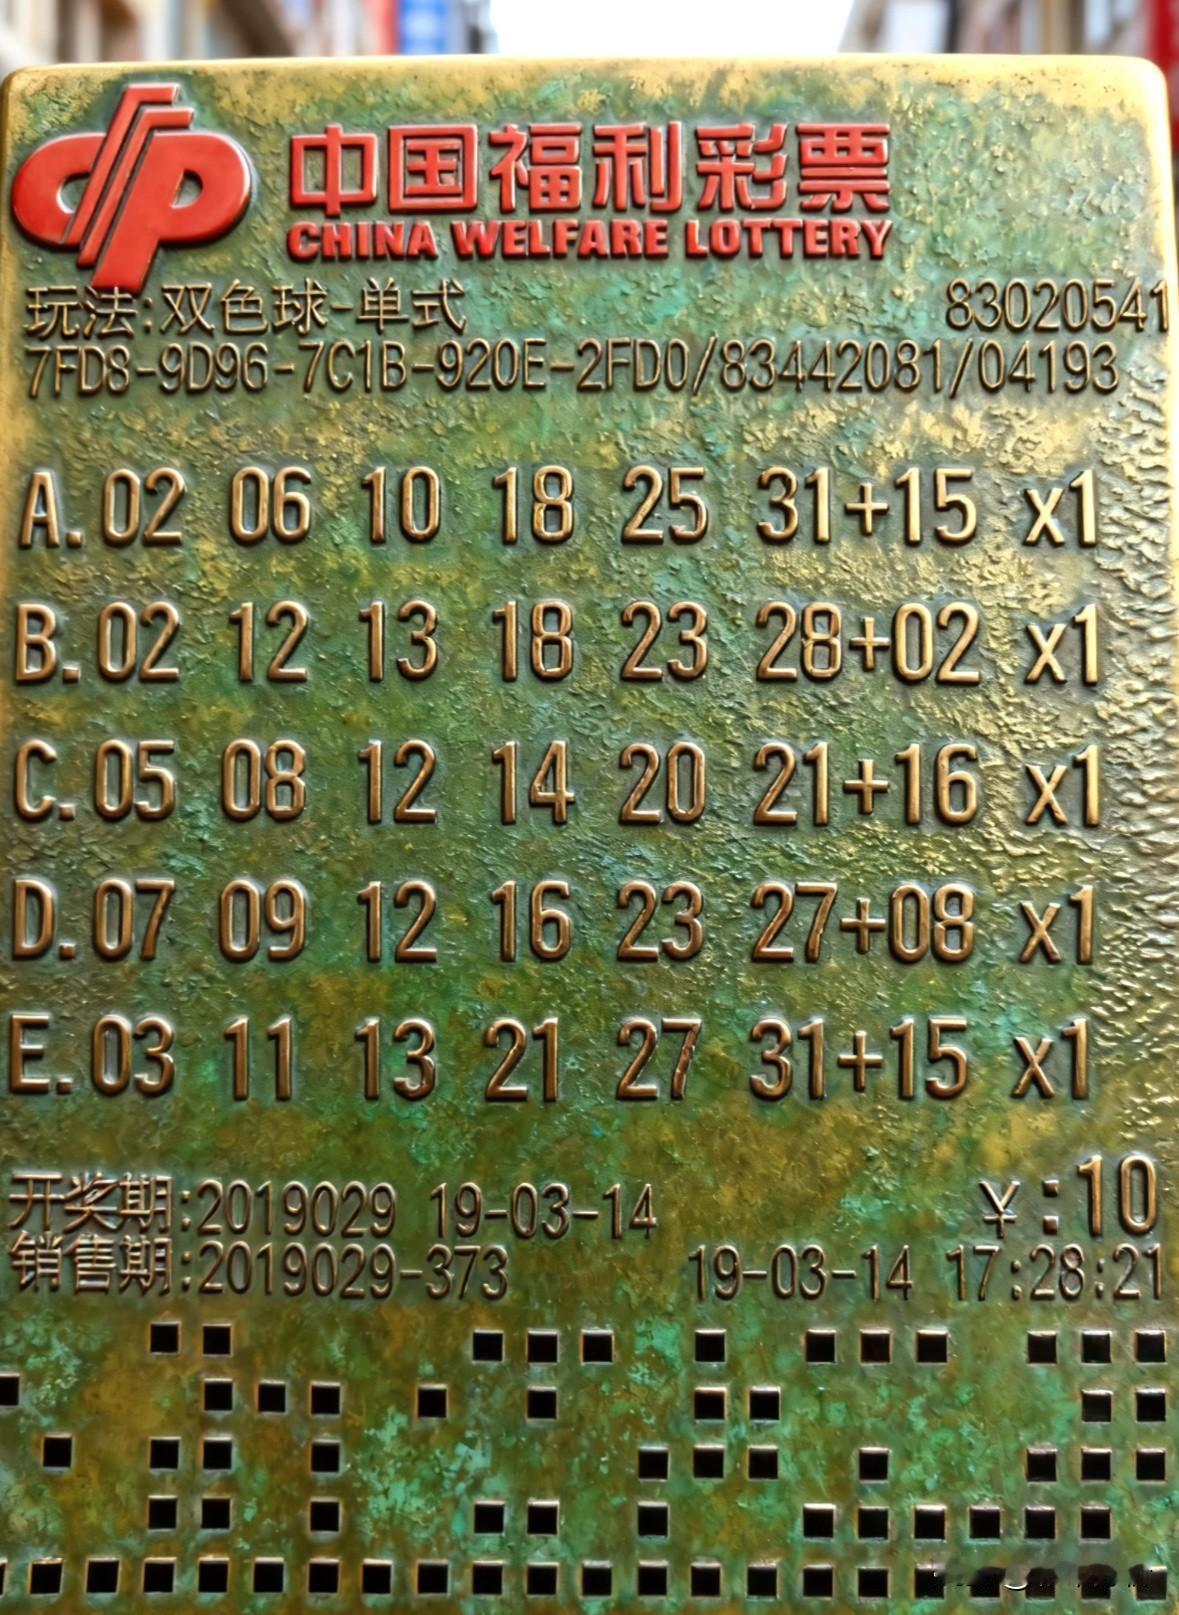 中国福利彩票
CHINA WELFARE LOTTERY
玩法:双色球-单式 83020541
7FD8-9D96-7C1B-920E-2FD0/83442081/04193
A.02 06 10 18 25 31+15 x1
B.02 12 13 18 23 28+02 x1
C.05 08 12 14 20 21+16 x1
D.07 09 12 16 23 27+08 x1
E.03 11 13 21 27 31+15 x1
开奖期:2019029 19-03-14 ¥:10
销售期:2019029-373 19-03-14 17:28:21